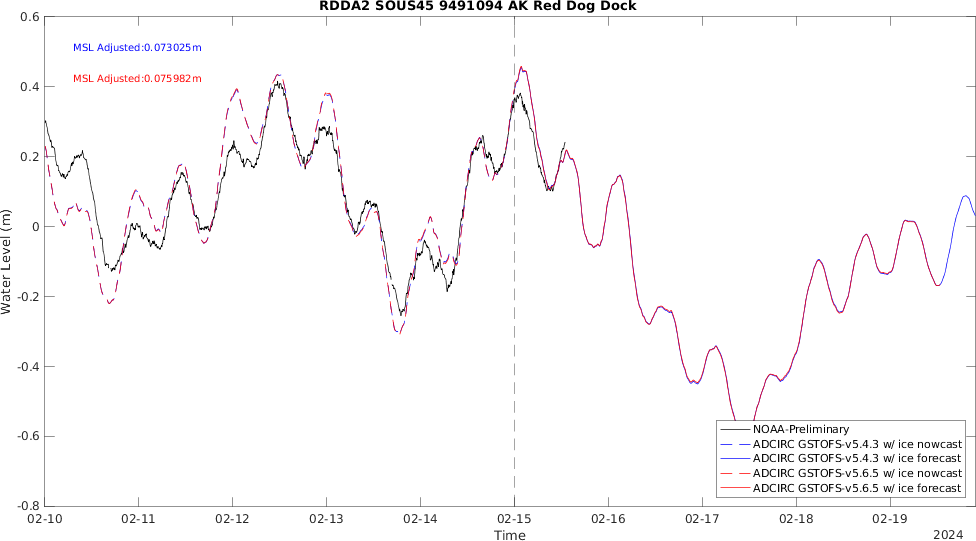 RDDA2 SOUS45 9491094 AK Red Dog Dock
MSL Adjusted:0.073025m
MSL Adjusted:0.075982m
Water Level (m)
0.6
0.4
0.2
0
-0.2
-0.4
-0.6
-0.8
NOAA-Preliminary
ADCIRC GSTOFS-v5.4.3 w/ ice nowcast
ADCIRC GSTOFS-v5.4.3 w/ ice forecast
ADCIRC GSTOFS-v5.6.5 w/ ice nowcast
ADCIRC GSTOFS-v5.6.5 w/ ice forecast
02-10 02-11 02-12 02-13 02-14 02-15 02-16 02-17 02-18 02-19
Time
2024